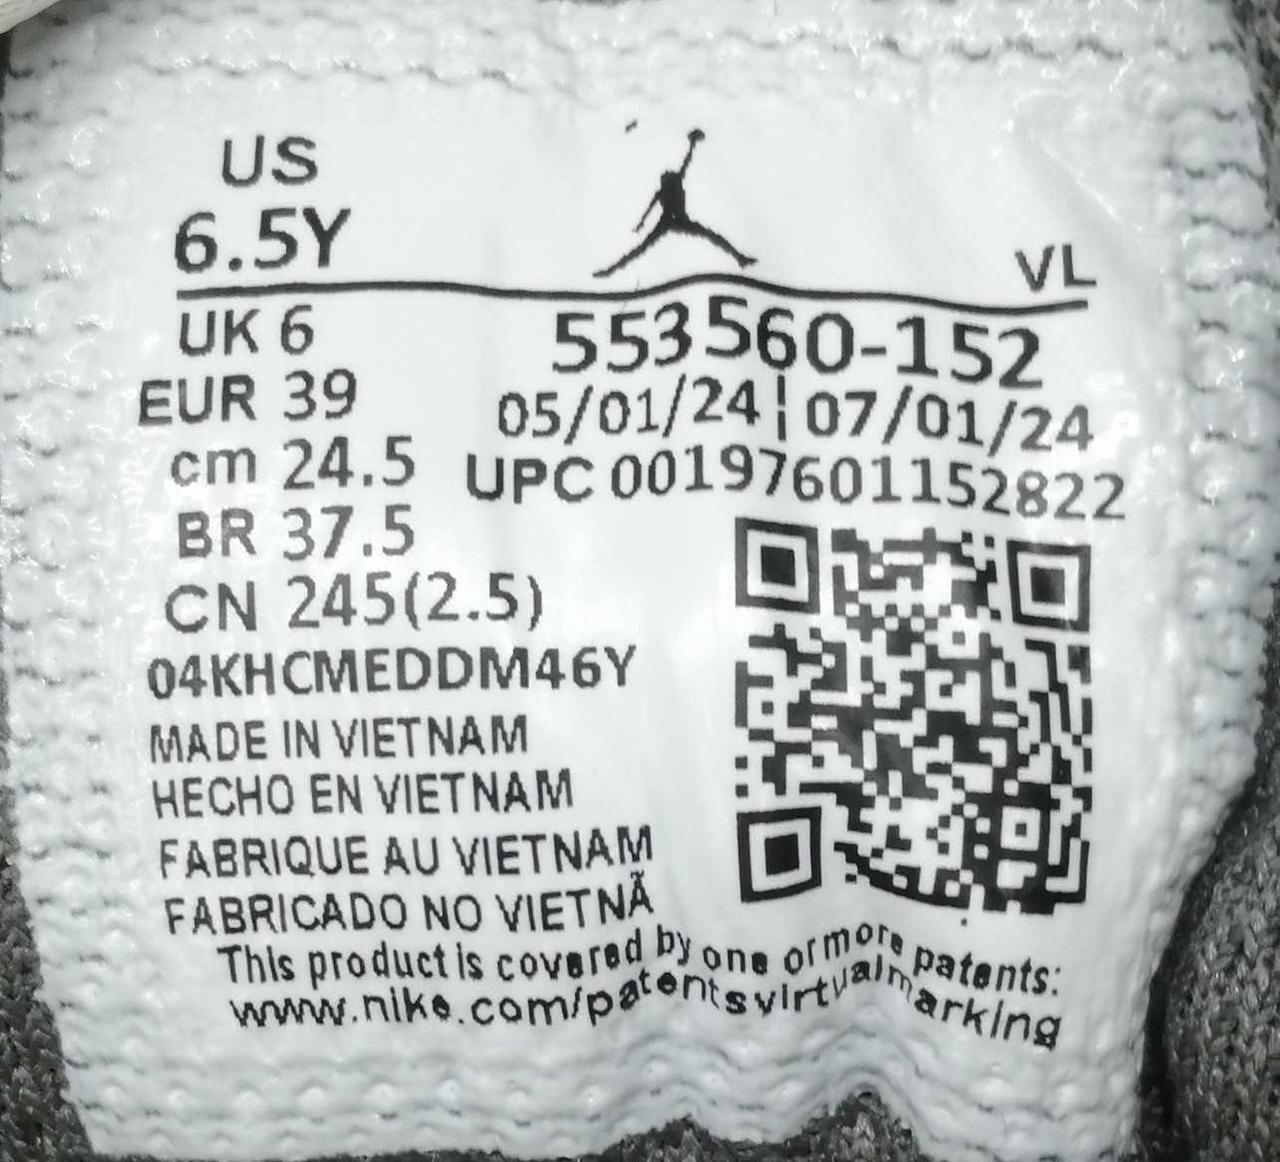 US
6.5Y
VL
UK 6
553560-152
EUR 39
05/01/24 | 07/01/24
cm 24.5
UPC 00197601152822
BR 37.5
CN 245(2.5)
04KHCMEDDM46Y
MADE IN VIETNAM
HECHO EN VIETNAM
FABRIQUE AU VIETNAM
FABRICADO NO VIETNÃ
This product is covered by one or more patents:
www.nike.com/patentsvirtualmarking